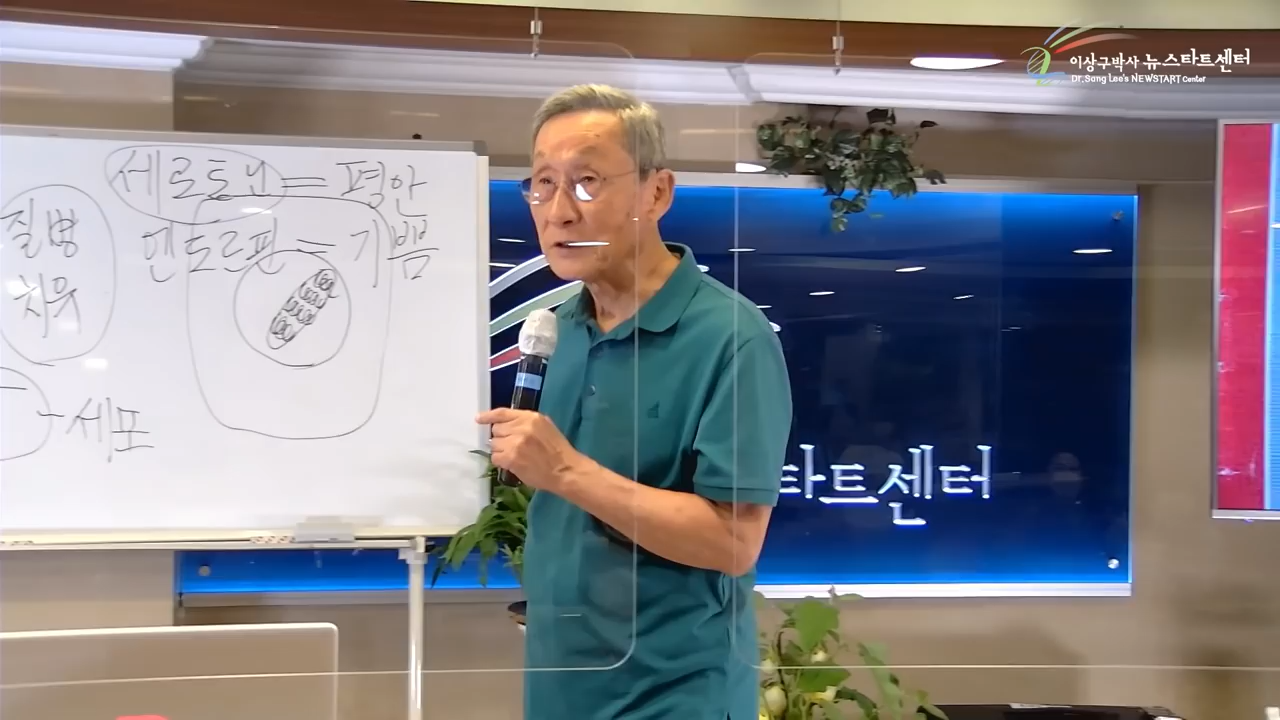 이상구박사 뉴스타트센터
Dr. Sang Lee's NEWSTART Center
세로토닌 = 평안
엔도르핀 = 기쁨
질병
치유
세포
타트센터